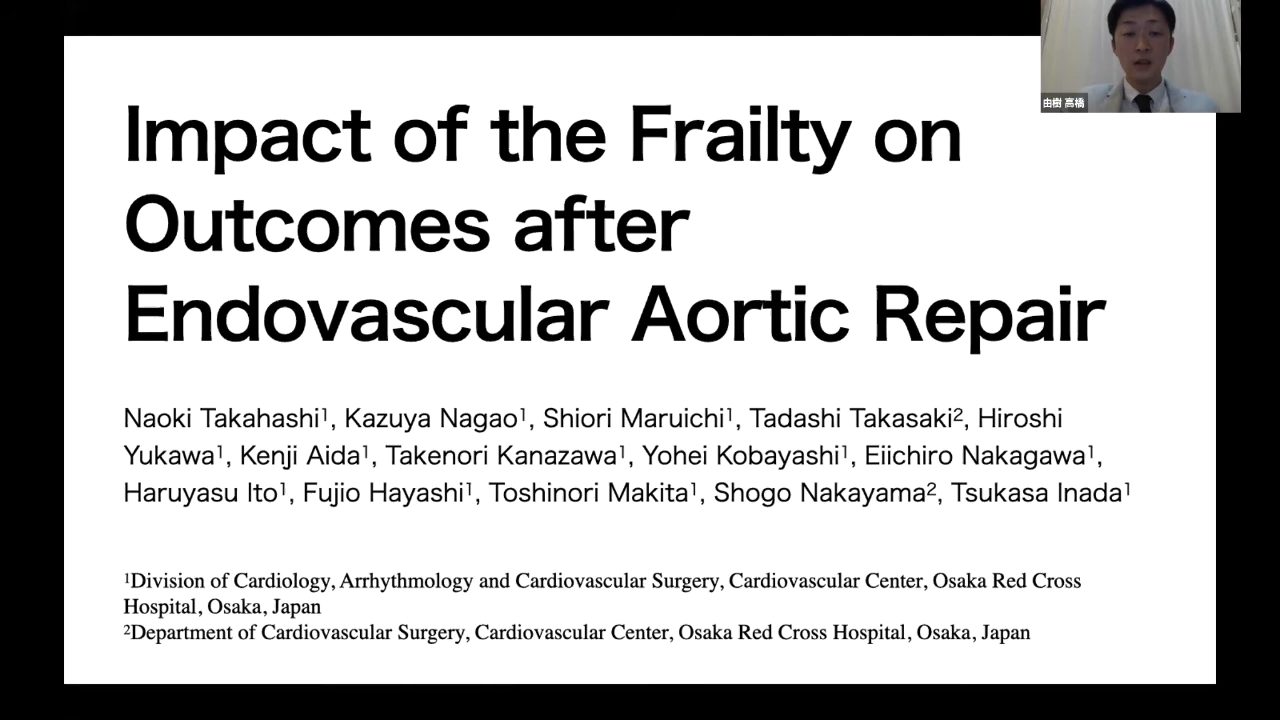 Impact of the Frailty on
Outcomes after
Endovascular Aortic Repair
由樹 高橋
Naoki Takahashi¹, Kazuya Nagao¹, Shiori Maruichi¹, Tadashi Takasaki², Hiroshi
Yukawa¹, Kenji Aida¹, Takenori Kanazawa¹, Yohei Kobayashi¹, Eiichiro Nakagawa¹,
Haruyasu Ito¹, Fujio Hayashi¹, Toshinori Makita¹, Shogo Nakayama², Tsukasa Inada¹
¹Division of Cardiology, Arrhythmology and Cardiovascular Surgery, Cardiovascular Center, Osaka Red Cross
Hospital, Osaka, Japan
²Department of Cardiovascular Surgery, Cardiovascular Center, Osaka Red Cross Hospital, Osaka, Japan